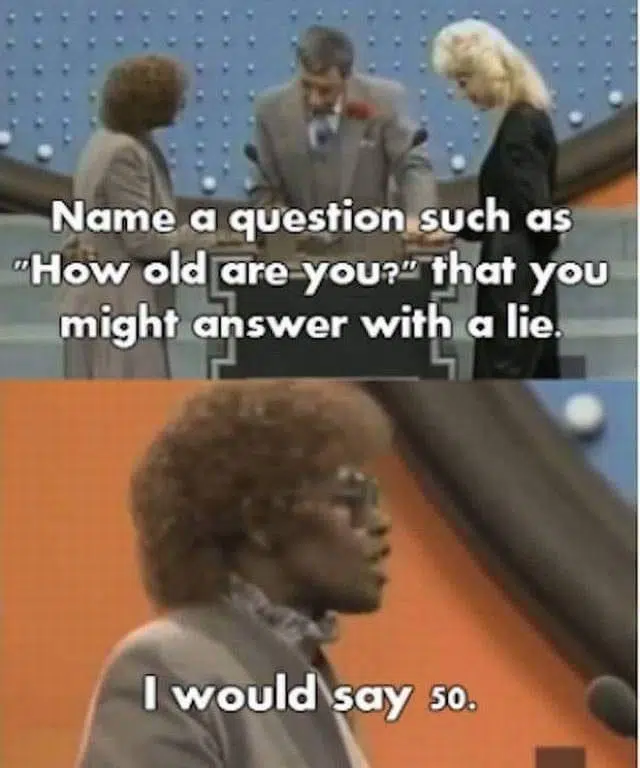 Name a question such as
"How old are you?" that you
might answer with a lie.
I would say 50.